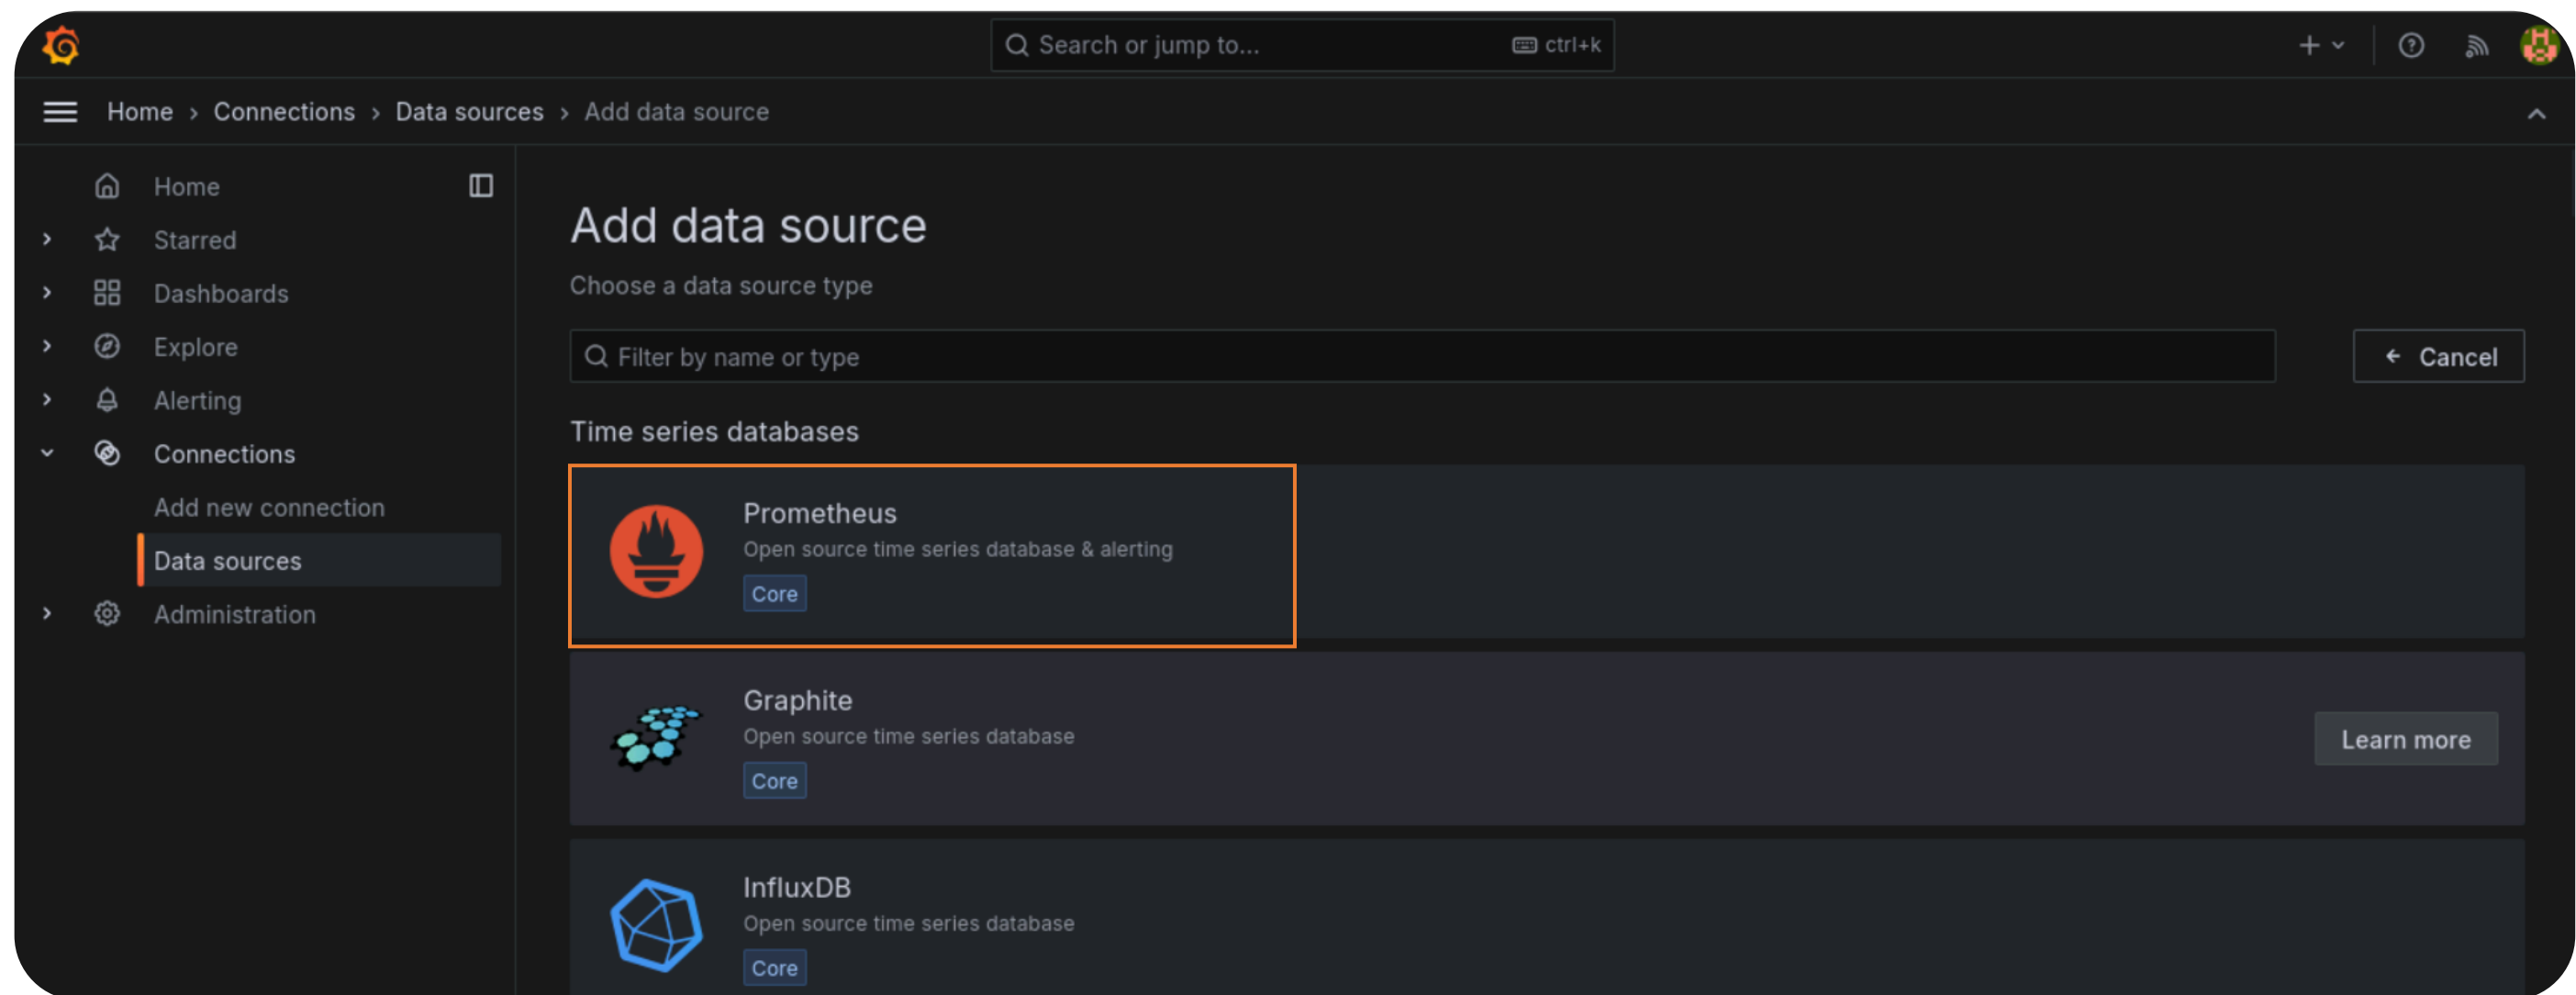 Search or jump to... ctrl+k
Home › Connections › Data sources › Add data source
Home
Starred
Dashboards
Explore
Alerting
Connections
Add new connection
Data sources
Administration
Add data source
Choose a data source type
Filter by name or type
Cancel
Time series databases
Prometheus
Open source time series database & alerting
Core
Graphite
Open source time series database
Core
Learn more
InfluxDB
Open source time series database
Core